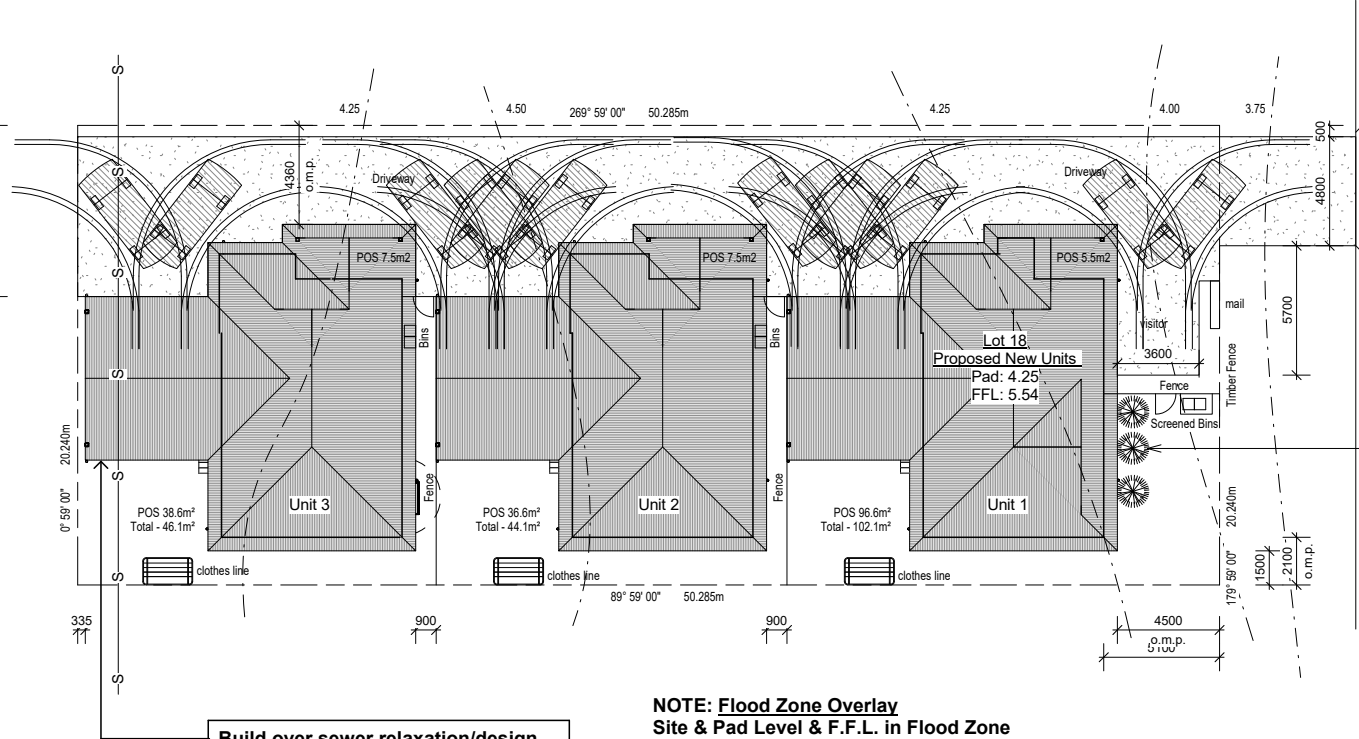 4.25
4.50
269° 59' 00" 50.285m
4.25
4.00
3.75
S
S
S
S
S
S
S
500
4800
4360
o.m.p.
Driveway
Driveway
POS 7.5m2
POS 7.5m2
POS 5.5m2
Bins
Bins
Lot 18
Proposed New Units
Pad: 4.25
FFL: 5.54
visitor
mail
5700
3600
Fence
Timber Fence
Screened Bins
20.240m
0° 59' 00"
POS 38.6m²
Total - 46.1m²
Unit 3
Fence
POS 36.6m²
Total - 44.1m²
Unit 2
Fence
POS 96.6m²
Total - 102.1m²
Unit 1
20.240m
179° 59' 00"
clothes line
clothes line
clothes line
89° 59' 00" 50.285m
1500
2100
o.m.p.
335
900
900
4500
o.m.p.
5100
NOTE: Flood Zone Overlay
Site & Pad Level & F.F.L. in Flood Zone
Build over sewer relaxation/design